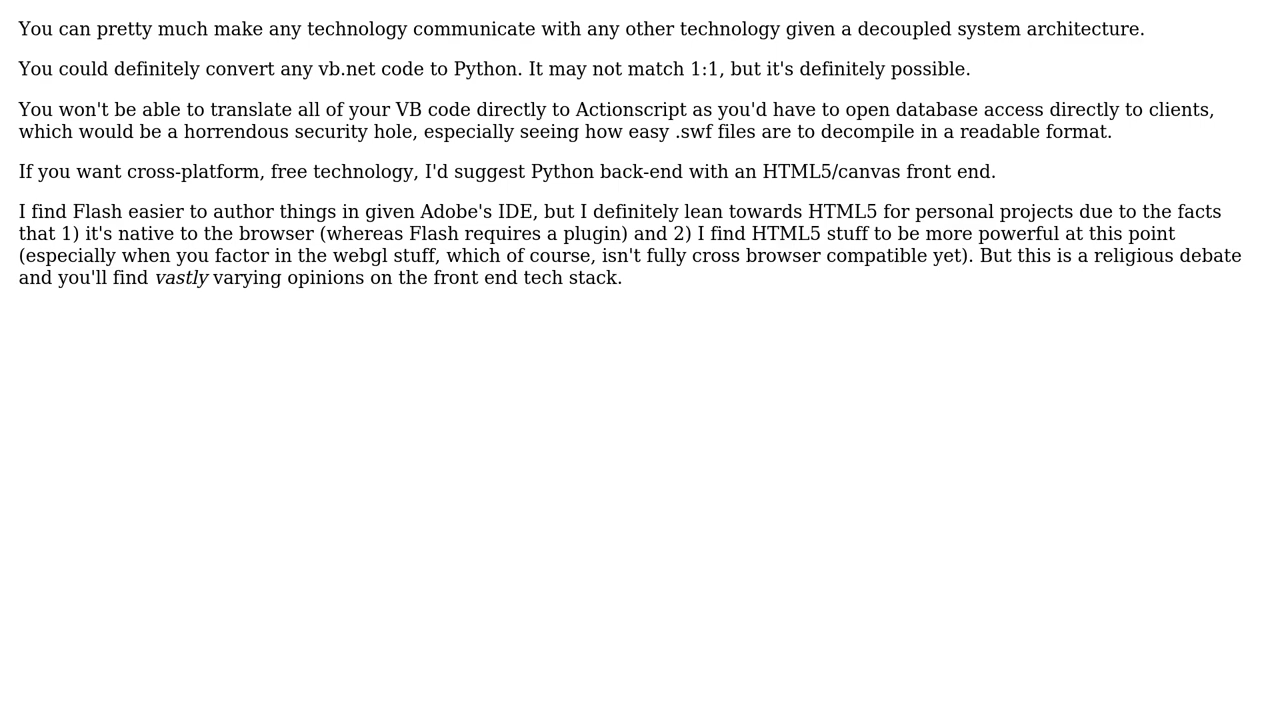 You can pretty much make any technology communicate with any other technology given a decoupled system architecture.
You could definitely convert any vb.net code to Python. It may not match 1:1, but it's definitely possible.
You won't be able to translate all of your VB code directly to Actionscript as you'd have to open database access directly to clients,
which would be a horrendous security hole, especially seeing how easy .swf files are to decompile in a readable format.
If you want cross-platform, free technology, I'd suggest Python back-end with an HTML5/canvas front end.
I find Flash easier to author things in given Adobe's IDE, but I definitely lean towards HTML5 for personal projects due to the facts
that 1) it's native to the browser (whereas Flash requires a plugin) and 2) I find HTML5 stuff to be more powerful at this point
(especially when you factor in the webgl stuff, which of course, isn't fully cross browser compatible yet). But this is a religious debate
and you'll find vastly varying opinions on the front end tech stack.